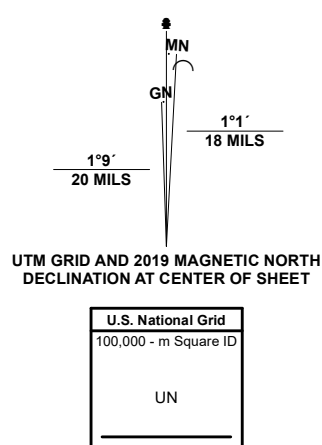 MN
GN
1°1´
18 MILS
1°9´
20 MILS
UTM GRID AND 2019 MAGNETIC NORTH
DECLINATION AT CENTER OF SHEET
U.S. National Grid
100,000 - m Square ID
UN